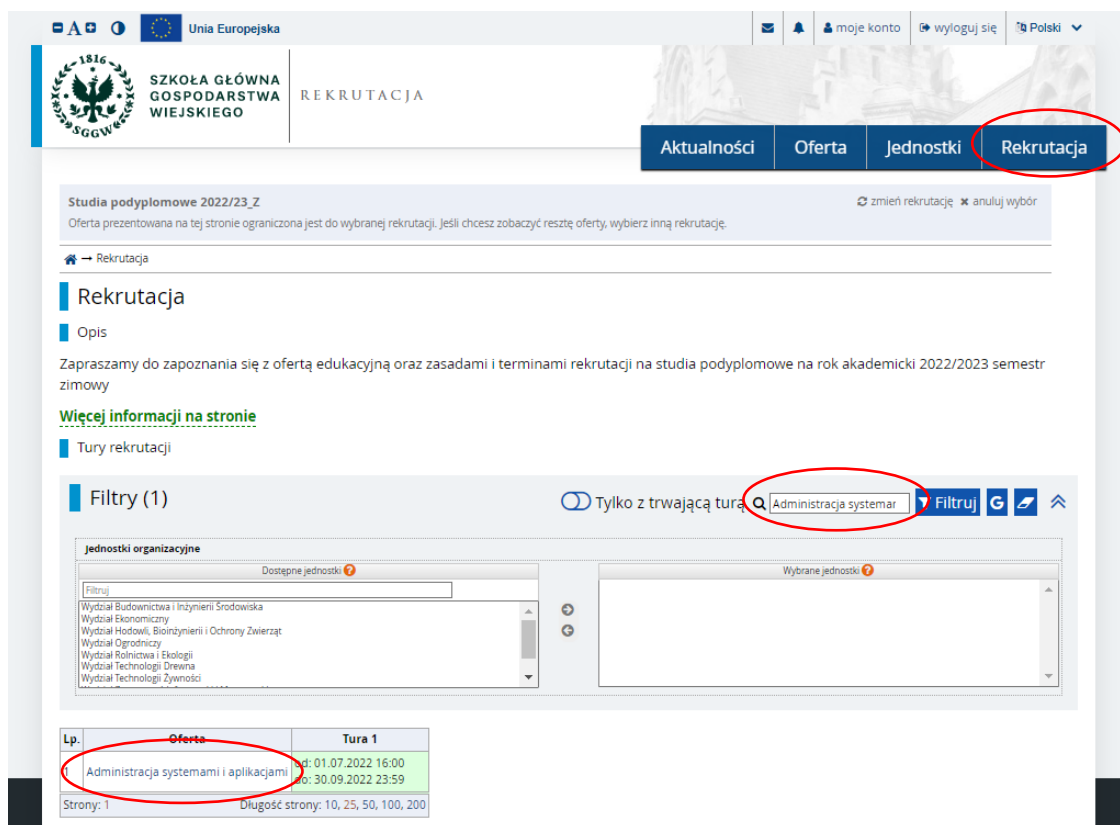 A Unia Europejska moje konto wyloguj się Polski
1816
SGGW
SZKOŁA GŁÓWNA
GOSPODARSTWA
WIEJSKIEGO
REKRUTACJA
Aktualności Oferta Jednostki Rekrutacja
Studia podyplomowe 2022/23_Z zmień rekrutację anuluj wybór
Oferta prezentowana na tej stronie ograniczona jest do wybranej rekrutacji. Jeśli chcesz zobaczyć resztę oferty, wybierz inną rekrutację.
→ Rekrutacja
Rekrutacja
Opis
Zapraszamy do zapoznania się z ofertą edukacyjną oraz zasadami i terminami rekrutacji na studia podyplomowe na rok akademicki 2022/2023 semestr
zimowy
Więcej informacji na stronie
Tury rekrutacji
Filtry (1) Tylko z trwającą turą Administracja systemar Filtruj G
Jednostki organizacyjne
Dostępne jednostki ? Wybrane jednostki ?
Filtruj
Wydział Budownictwa i Inżynierii Środowiska
Wydział Ekonomiczny
Wydział Hodowli, Bioinżynierii i Ochrony Zwierząt
Wydział Ogrodniczy
Wydział Rolnictwa i Ekologii
Wydział Technologii Drewna
Wydział Technologii Żywności
Lp. Oferta Tura 1
1 Administracja systemami i aplikacjami od: 01.07.2022 16:00
do: 30.09.2022 23:59
Strony: 1 Długość strony: 10, 25, 50, 100, 200